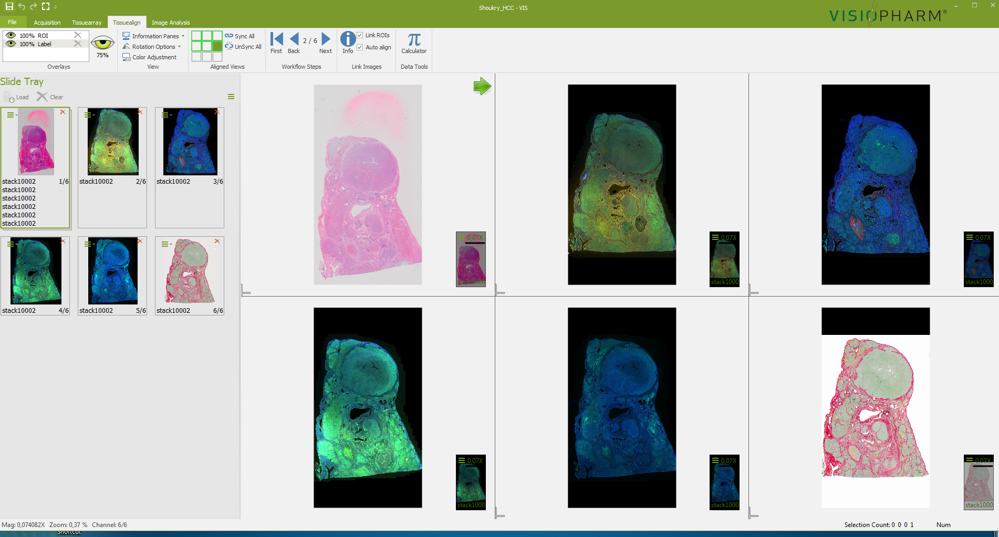 Shoukry_HCC - VIS
VISIOPHARM®
File Acquisition Tissuearray Tissuealign Image Analysis
100% ROI
100% Label
75%
Overlays
Information Panes
Rotation Options
Color Adjustment
View
Sync All
UnSync All
Aligned Views
First Back 2 / 6 Next
Workflow Steps
Info
Link ROIs
Auto align
Link Images
π
Calculator
Data Tools
Slide Tray
Load Clear
stack10002 1/6
stack10002
stack10002
stack10002
stack10002
stack10002
stack10002 2/6
stack10002 3/6
stack10002 4/6
stack10002 5/6
stack10002 6/6
0,07X
stack1000
0,07X
stack1000
0,07X
stack1000
0,07X
stack1000
0,07X
stack1000
0,07X
stack1000
Mag: 0,074082X Zoom: 0,37 % Channel: 6/6
Selection Count: 0 0 0 1 Num
Shortcut